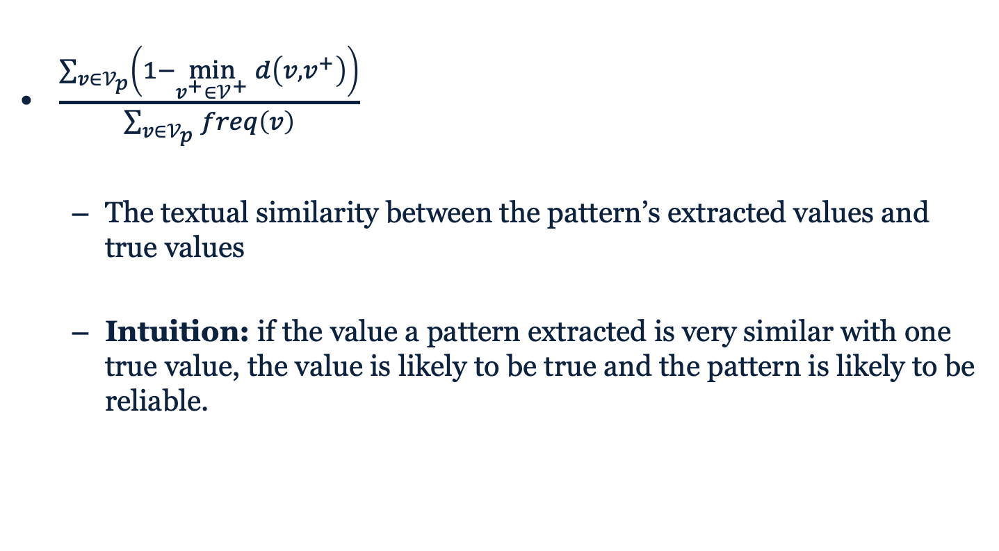 • \frac{\sum_{v \in \mathcal{V}_p} \left( 1 - \min_{v^+ \in \mathcal{V}^+} d(v, v^+) \right)}{\sum_{v \in \mathcal{V}_p} freq(v)}
– The textual similarity between the pattern’s extracted values and
true values
– Intuition: if the value a pattern extracted is very similar with one
true value, the value is likely to be true and the pattern is likely to be
reliable.